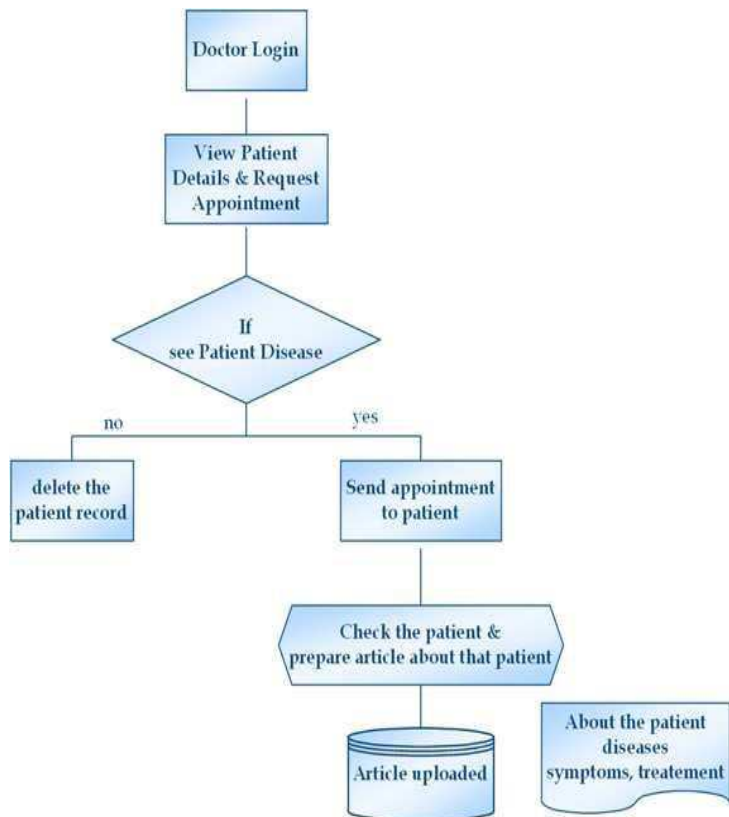 Doctor Login
View Patient
Details & Request
Appointment
If
see Patient Disease
no
yes
delete the
patient record
Send appointment
to patient
Check the patient &
prepare article about that patient
Article uploaded
About the patient
diseases
symptoms, treatement